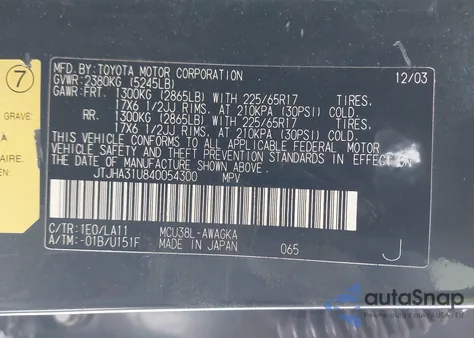 7
GRAVE:
À
AIRE.
EN:
MFD.BY:TOYOTA MOTOR CORPORATION 12/03
GVWR:2380KG (5245LB)
GAWR:FRT. 1300KG (2865LB) WITH 225/65R17 TIRES,
17X6 1/2JJ RIMS, AT 210KPA (30PSI) COLD.
RR. 1300KG (2865LB) WITH 225/65R17 TIRES,
17X6 1/2JJ RIMS, AT 210KPA (30PSI) COLD.
THIS VEHICLE CONFORMS TO ALL APPLICABLE FEDERAL MOTOR
VEHICLE SAFETY AND THEFT PREVENTION STANDARDS IN EFFECT ON
THE DATE OF MANUFACTURE SHOWN ABOVE.
JTJHA31U840054300 MPV
C/TR:1E0/LA11 MCU38L-AWAGKA
A/TM:-01B/U151F MADE IN JAPAN 065 J
autoSnap